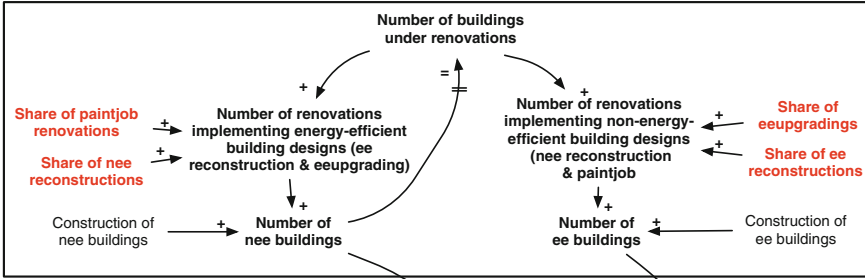 Number of buildings
under renovations
=
+
+
Share of paintjob
renovations
+
Number of renovations
implementing energy-efficient
building designs (ee
reconstruction & eeupgrading)
Number of renovations
implementing non-energy-
efficient building designs
(nee reconstruction
& paintjob
+
Share of
eeupgradings
Share of nee
reconstructions
+
+
Share of ee
reconstructions
+
+
Construction of
nee buildings
+
Number of
nee buildings
Number of
ee buildings
+
Construction of
ee buildings